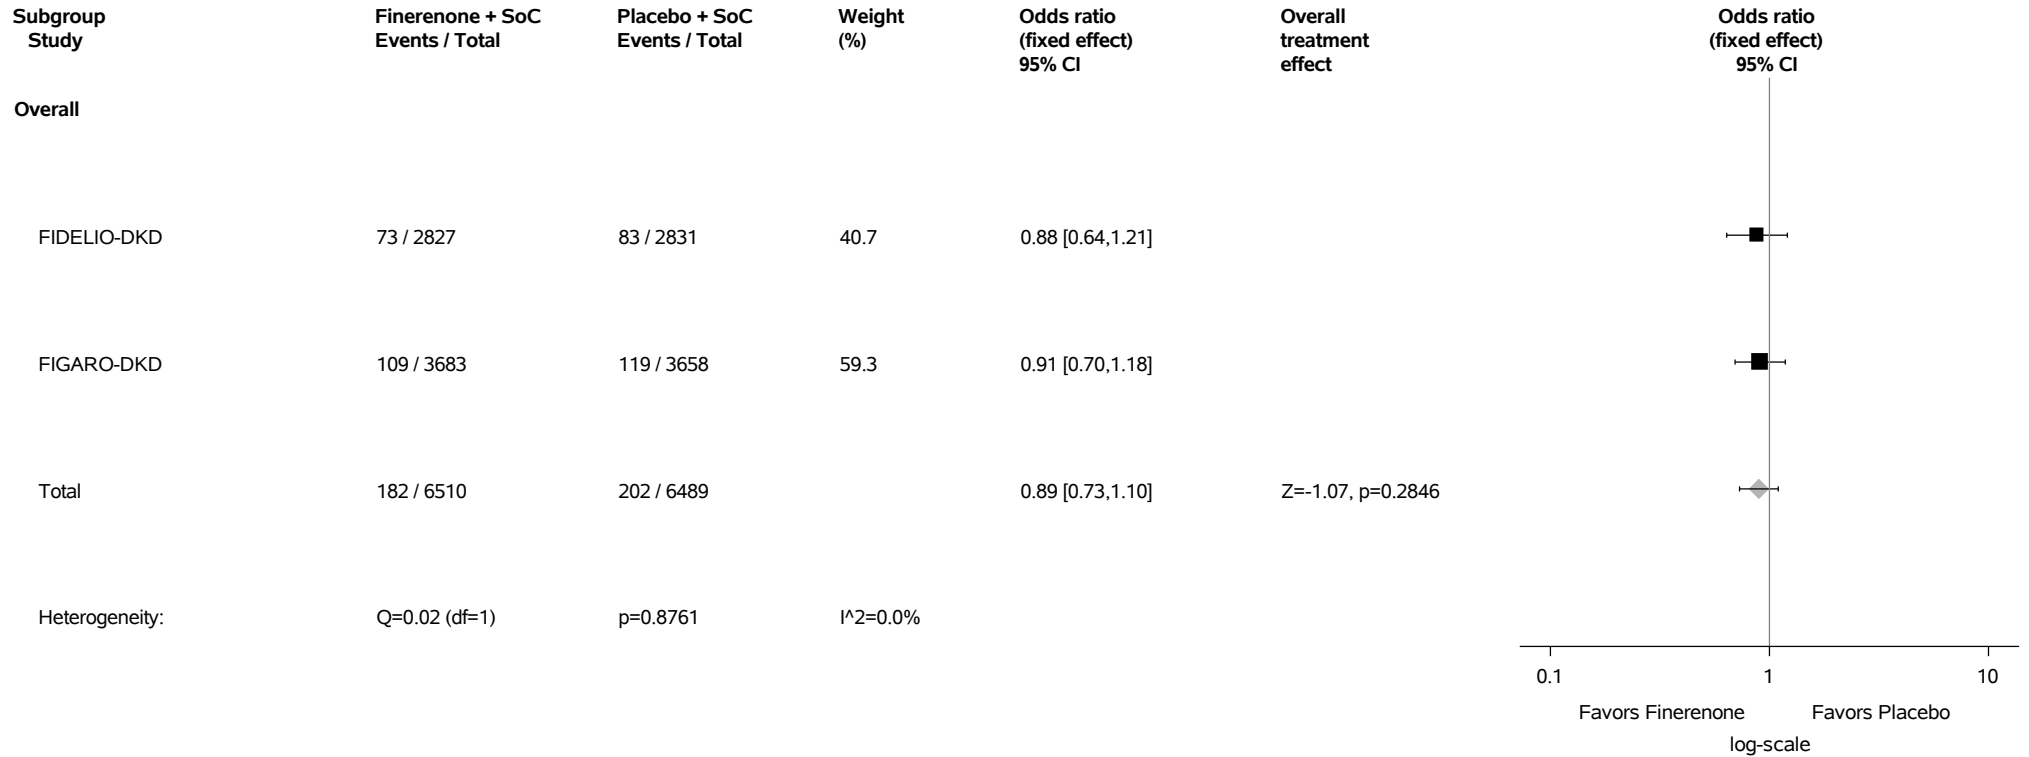 Subgroup Finerenone + SoC Placebo + SoC Weight Odds ratio Overall Odds ratio
Study Events / Total Events / Total (%) (fixed effect) treatment (fixed effect)
95% CI effect 95% CI
Overall
FIDELIO-DKD 73 / 2827 83 / 2831 40.7 0.88 [0.64,1.21]
FIGARO-DKD 109 / 3683 119 / 3658 59.3 0.91 [0.70,1.18]
Total 182 / 6510 202 / 6489 0.89 [0.73,1.10] Z=-1.07, p=0.2846
Heterogeneity: Q=0.02 (df=1) p=0.8761 I^2=0.0%
0.1 1 10
Favors Finerenone Favors Placebo
log-scale